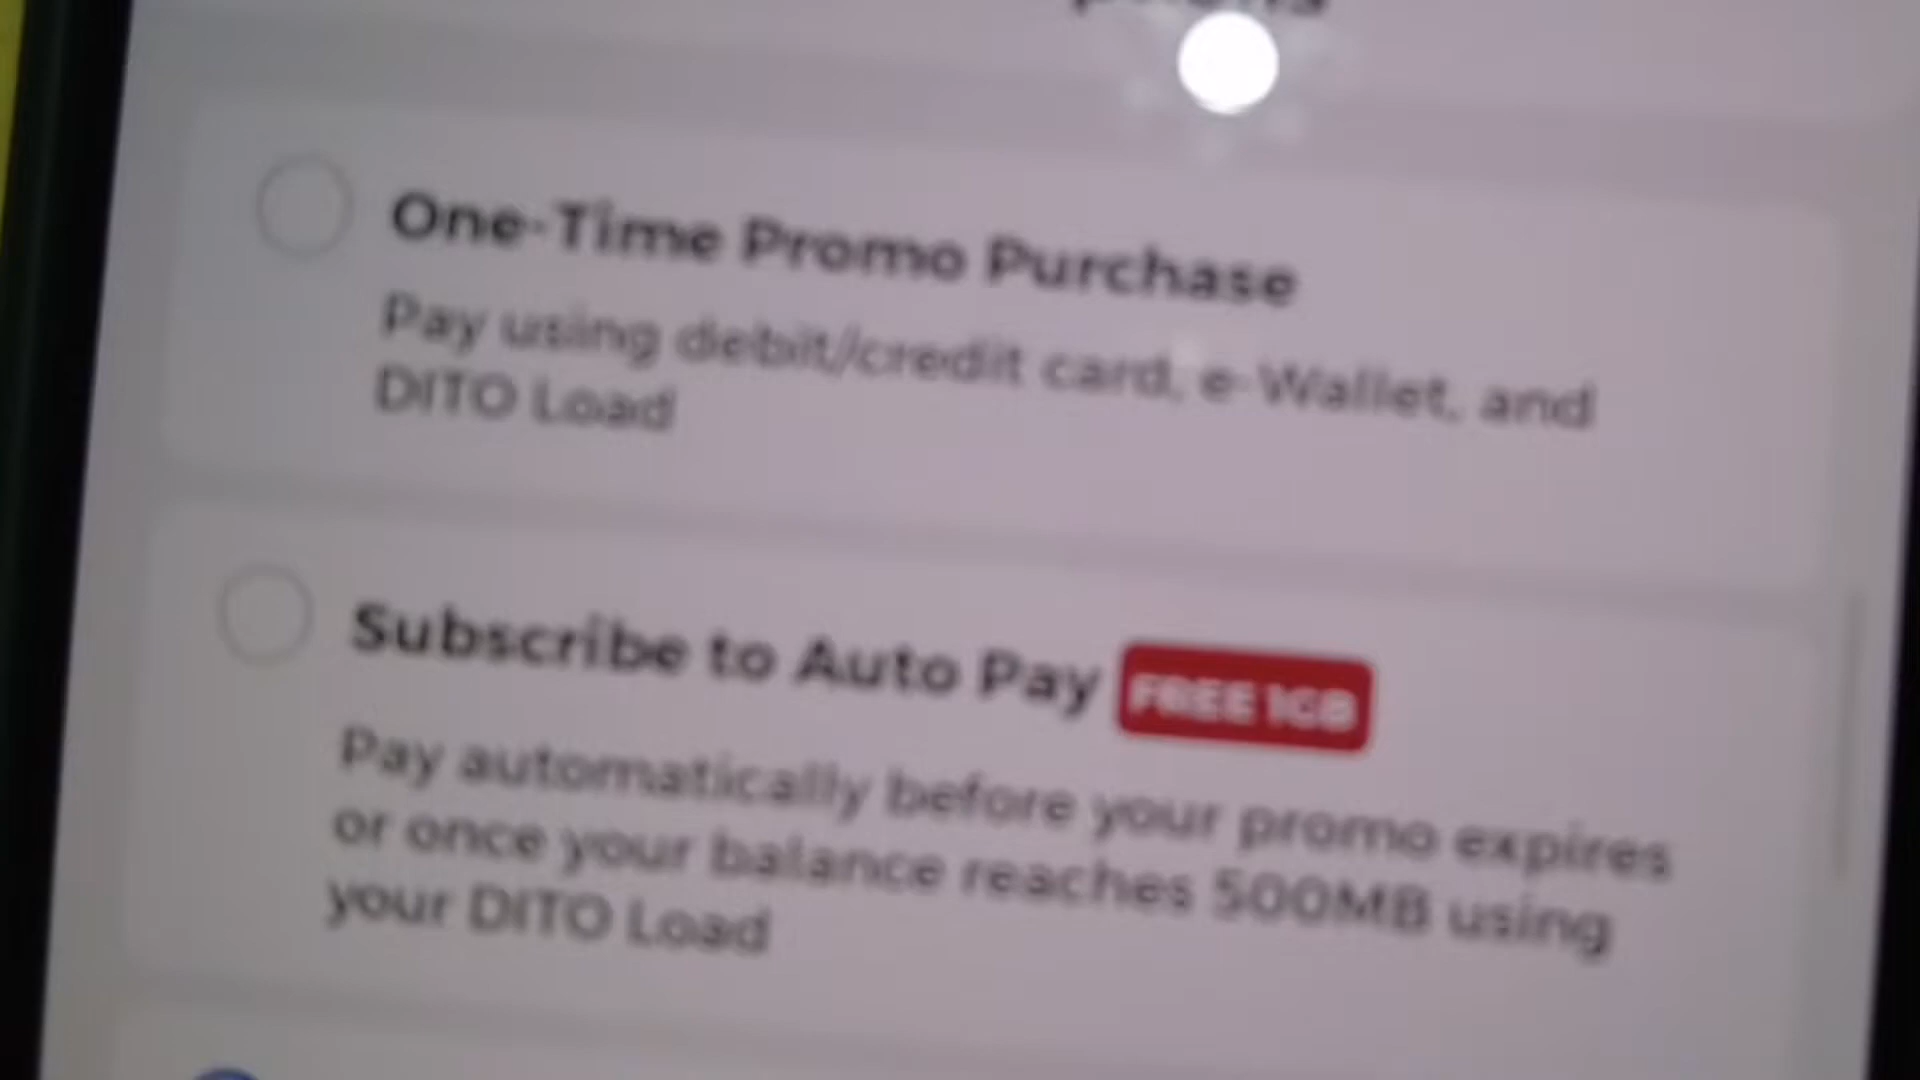 One-Time Promo Purchase
Pay using debit/credit card, e-Wallet, and
DITO Load
Subscribe to Auto Pay FREE 1GB
Pay automatically before your promo expires
or once your balance reaches 500MB using
your DITO Load